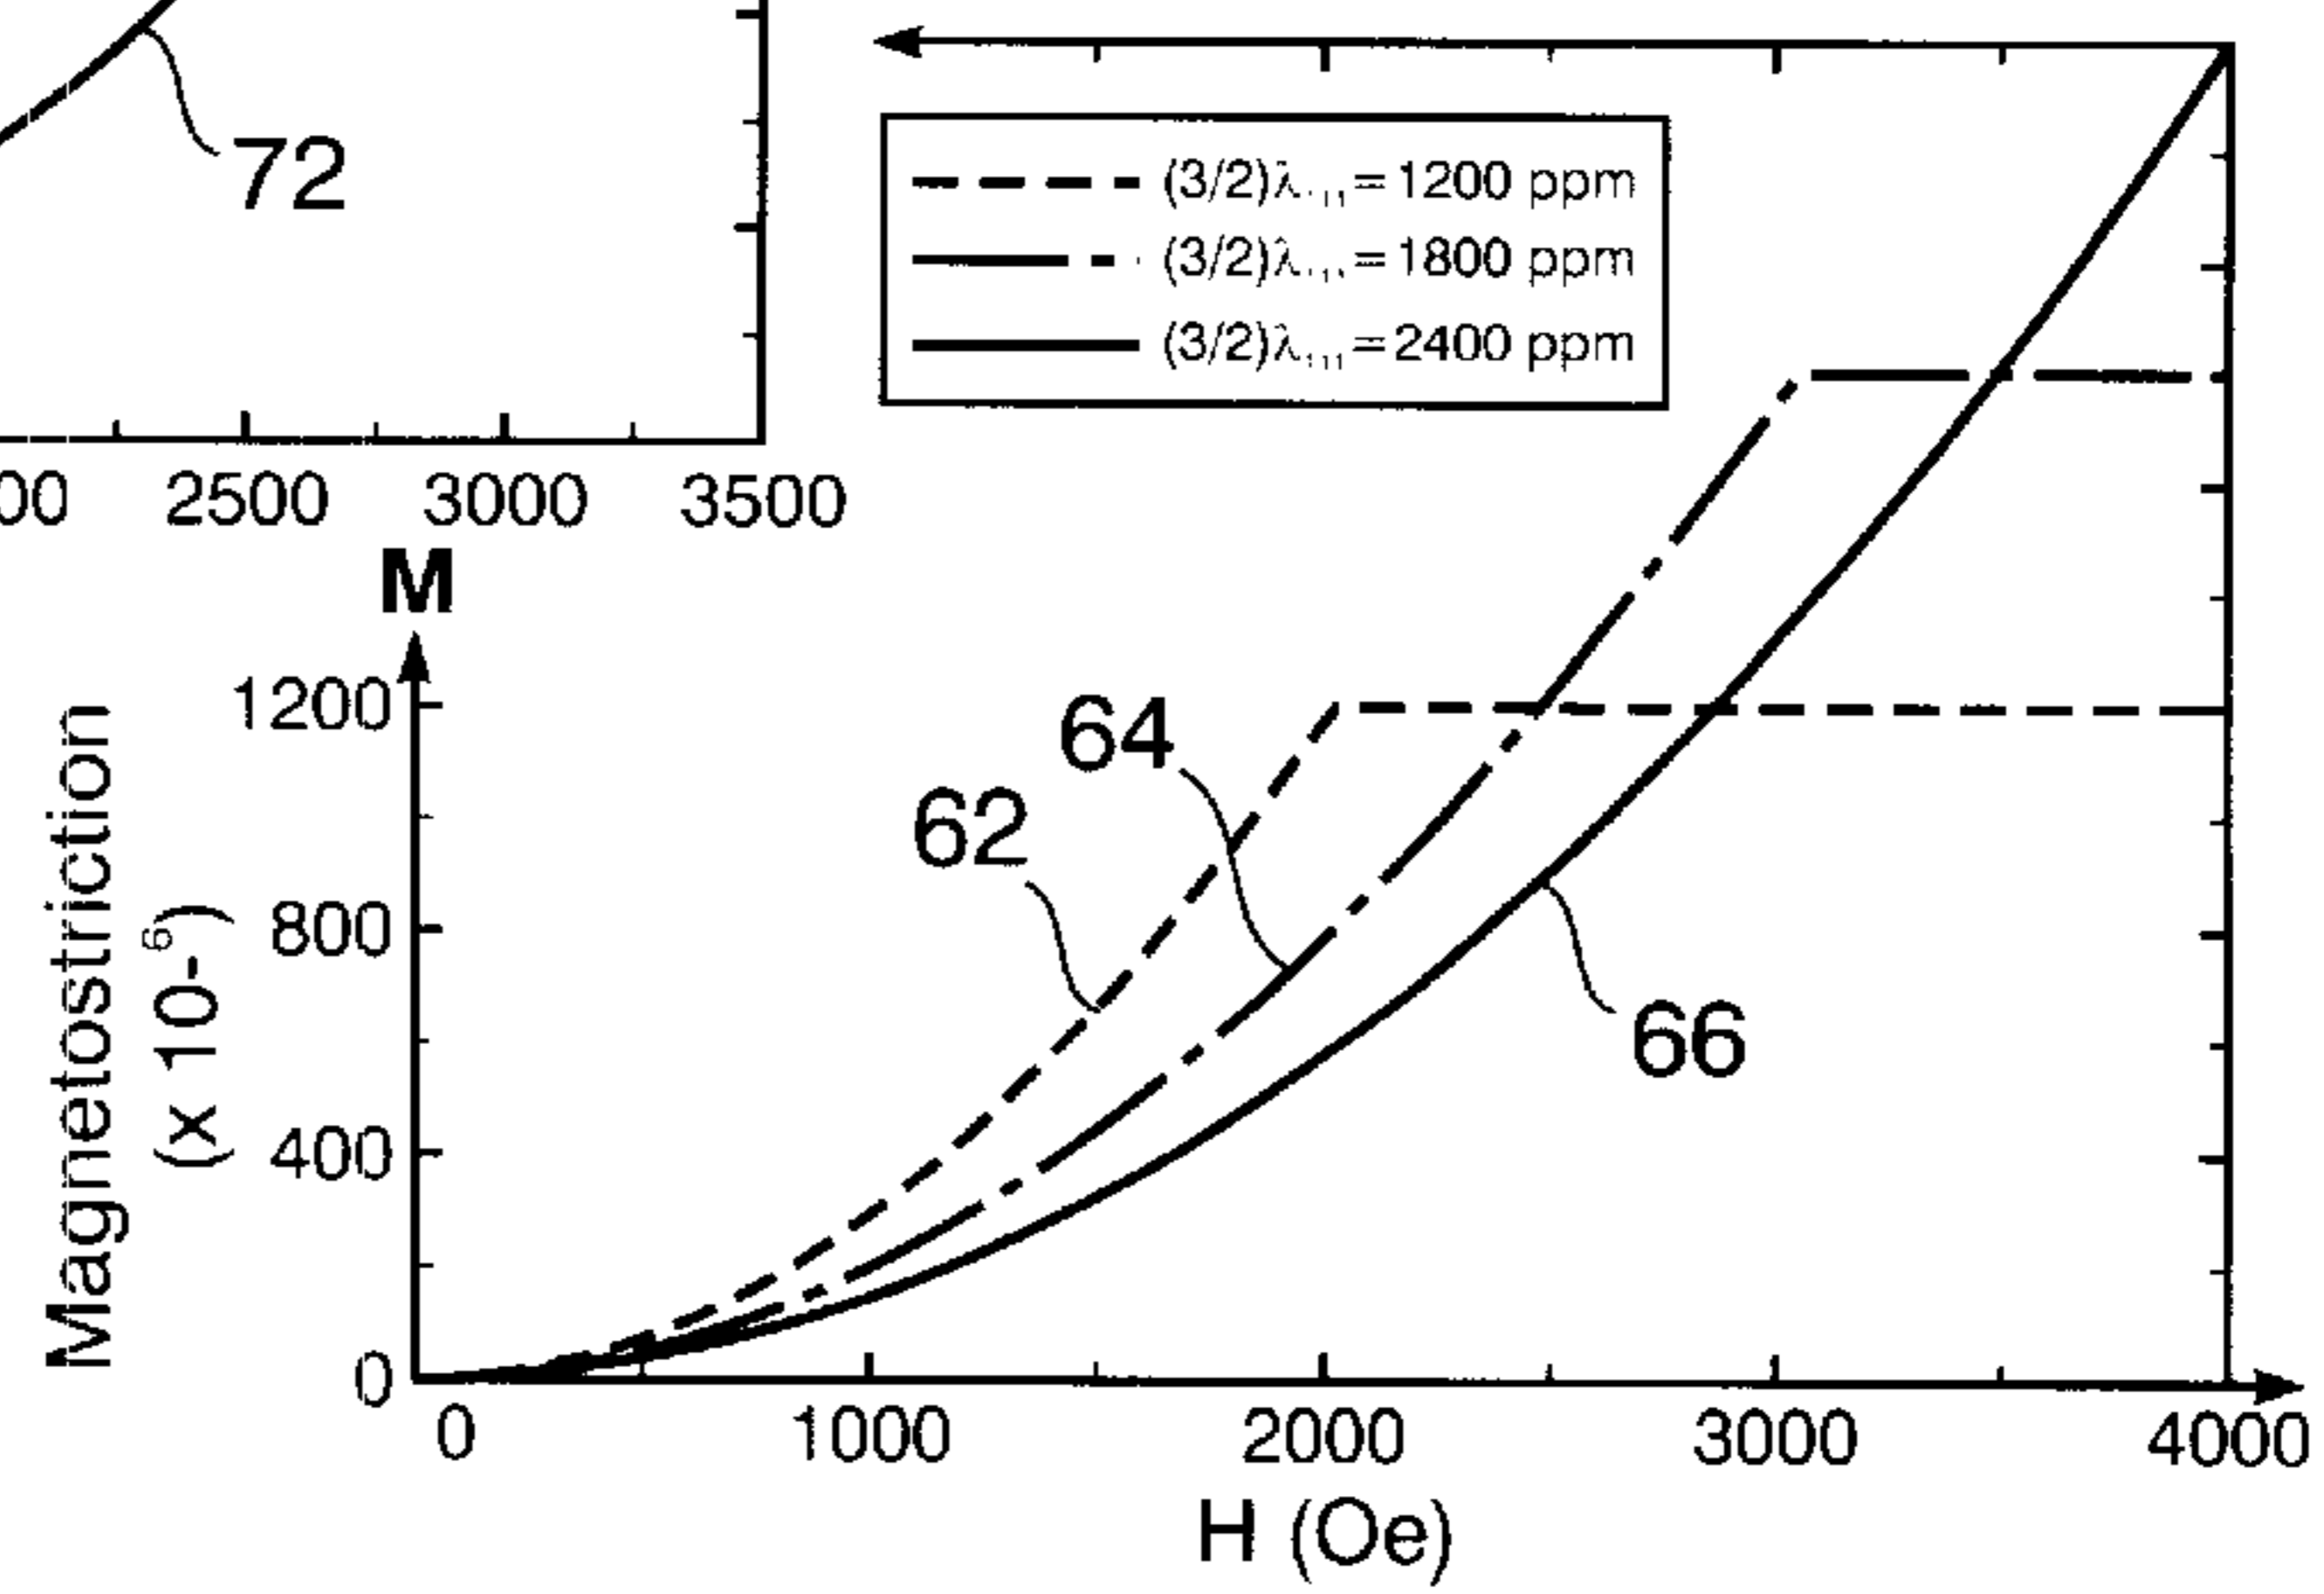 72
(3/2)λ₁₁₁=1200 ppm
(3/2)λ₁₁₁=1800 ppm
(3/2)λ₁₁₁=2400 ppm
00 2500 3000 3500
M
1200
800
400
0
Magnetostriction
(x 10-⁶)
62
64
66
0 1000 2000 3000 4000
H (Oe)